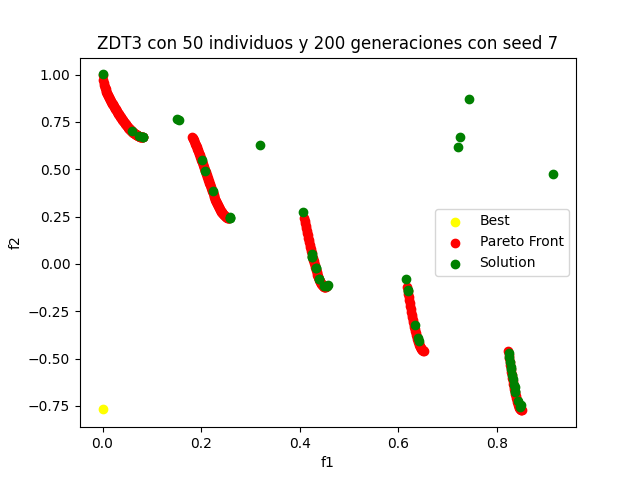 ZDT3 con 50 individuos y 200 generaciones con seed 7
1.00
0.75
0.50
0.25
0.00
−0.25
−0.50
−0.75
f2
Best
Pareto Front
Solution
0.0
0.2
0.4
0.6
0.8
f1